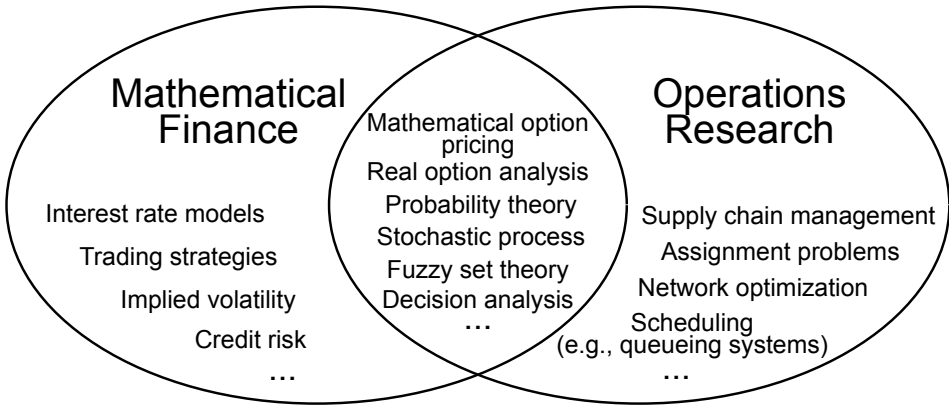 Mathematical
Finance
Interest rate models
Trading strategies
Implied volatility
Credit risk
...
Mathematical option
pricing
Real option analysis
Probability theory
Stochastic process
Fuzzy set theory
Decision analysis
...
Operations
Research
Supply chain management
Assignment problems
Network optimization
Scheduling
(e.g., queueing systems)
...